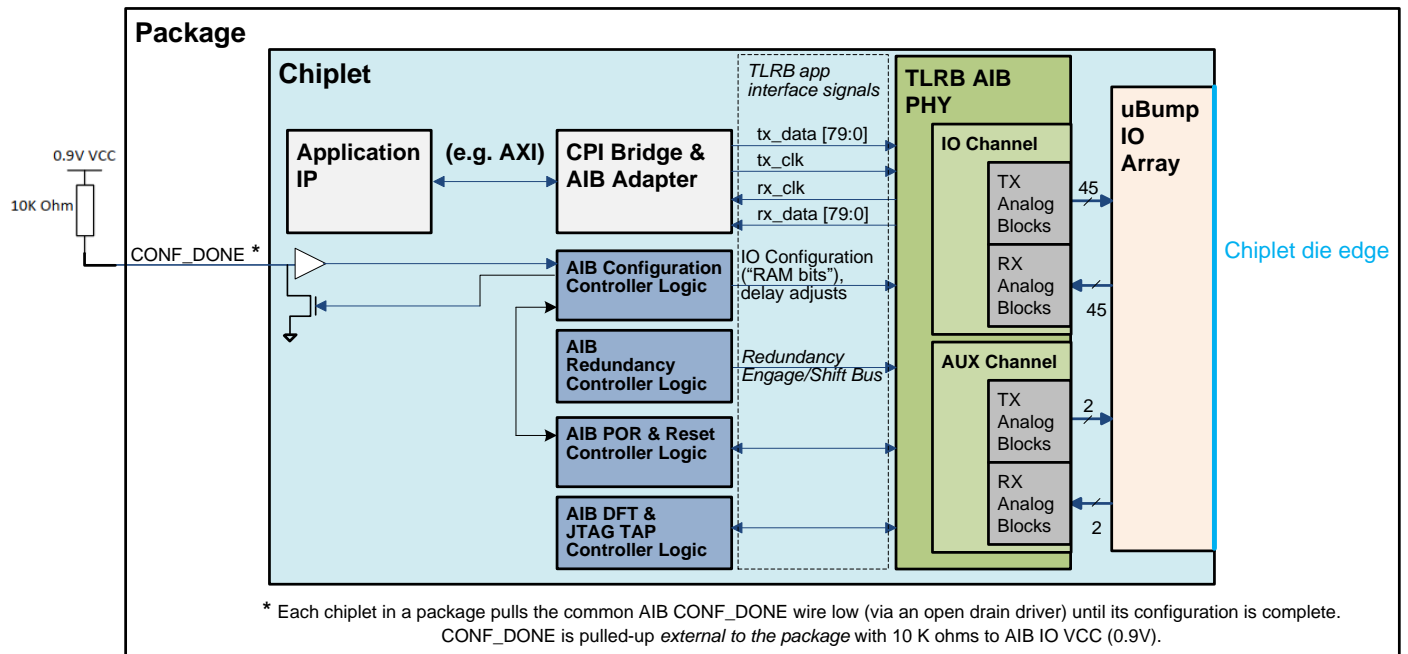 Package
Chiplet
0.9V VCC
10K Ohm
CONF_DONE *
Application
IP
(e.g. AXI)
CPI Bridge &
AIB Adapter
TLRB app
interface signals
tx_data [79:0]
tx_clk
rx_clk
rx_data [79:0]
AIB Configuration
Controller Logic
IO Configuration
("RAM bits"),
delay adjusts
AIB
Redundancy
Controller Logic
Redundancy
Engage/Shift Bus
AIB POR & Reset
Controller Logic
AIB DFT &
JTAG TAP
Controller Logic
TLRB AIB
PHY
IO Channel
TX
Analog
Blocks
RX
Analog
Blocks
AUX Channel
TX
Analog
Blocks
RX
Analog
Blocks
45
45
2
2
uBump
IO
Array
Chiplet die edge
* Each chiplet in a package pulls the common AIB CONF_DONE wire low (via an open drain driver) until its configuration is complete.
CONF_DONE is pulled-up external to the package with 10 K ohms to AIB IO VCC (0.9V).